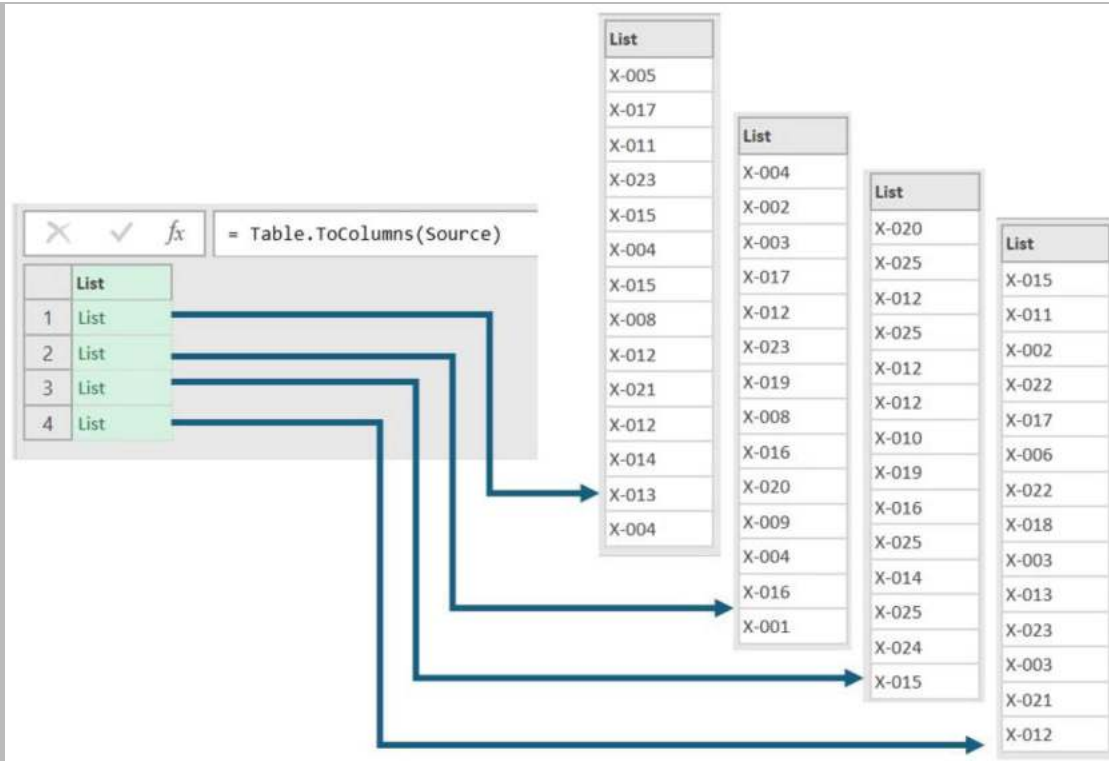 fx = Table.ToColumns(Source)
List
1 List
2 List
3 List
4 List
List
X-005
X-017
X-011
X-023
X-015
X-004
X-015
X-008
X-012
X-021
X-012
X-014
X-013
X-004
List
X-004
X-002
X-003
X-017
X-012
X-023
X-019
X-008
X-016
X-020
X-009
X-004
X-016
X-001
List
X-020
X-025
X-012
X-025
X-012
X-012
X-010
X-019
X-016
X-025
X-014
X-025
X-024
X-015
List
X-015
X-011
X-002
X-022
X-017
X-006
X-022
X-018
X-003
X-013
X-023
X-003
X-021
X-012